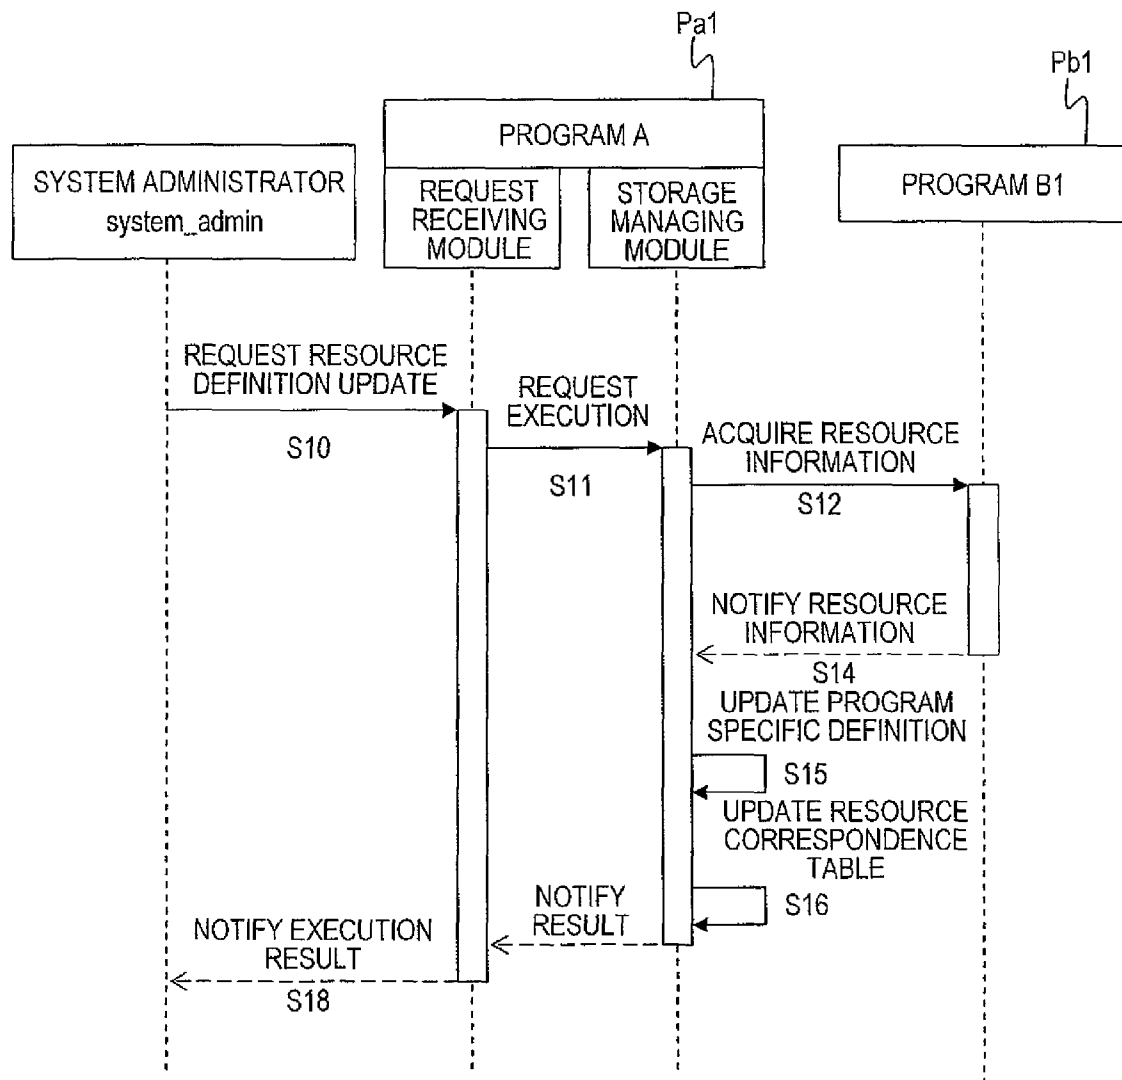 Pa1
Pb1
PROGRAM A
SYSTEM ADMINISTRATOR
system_admin
REQUEST
RECEIVING
MODULE
STORAGE
MANAGING
MODULE
PROGRAM B1
REQUEST RESOURCE
DEFINITION UPDATE
S10
REQUEST
EXECUTION
S11
ACQUIRE RESOURCE
INFORMATION
S12
NOTIFY RESOURCE
INFORMATION
S14
UPDATE PROGRAM
SPECIFIC DEFINITION
S15
UPDATE RESOURCE
CORRESPONDENCE
TABLE
S16
NOTIFY
RESULT
NOTIFY EXECUTION
RESULT
S18